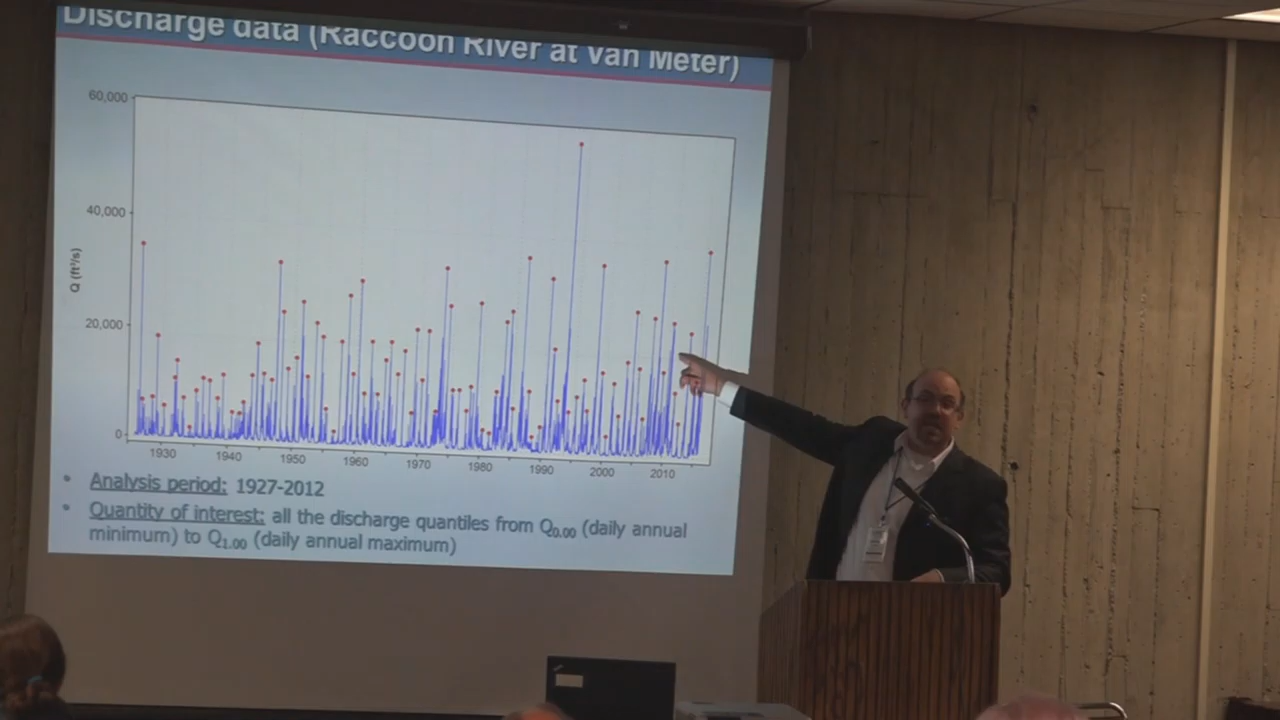 Discharge data (Raccoon River at Van Meter)
60,000
40,000
20,000
0
Q (ft³/s)
1930 1940 1950 1960 1970 1980 1990 2000 2010
• Analysis period: 1927-2012
• Quantity of interest: all the discharge quantiles from Q0.00 (daily annual
minimum) to Q1.00 (daily annual maximum)